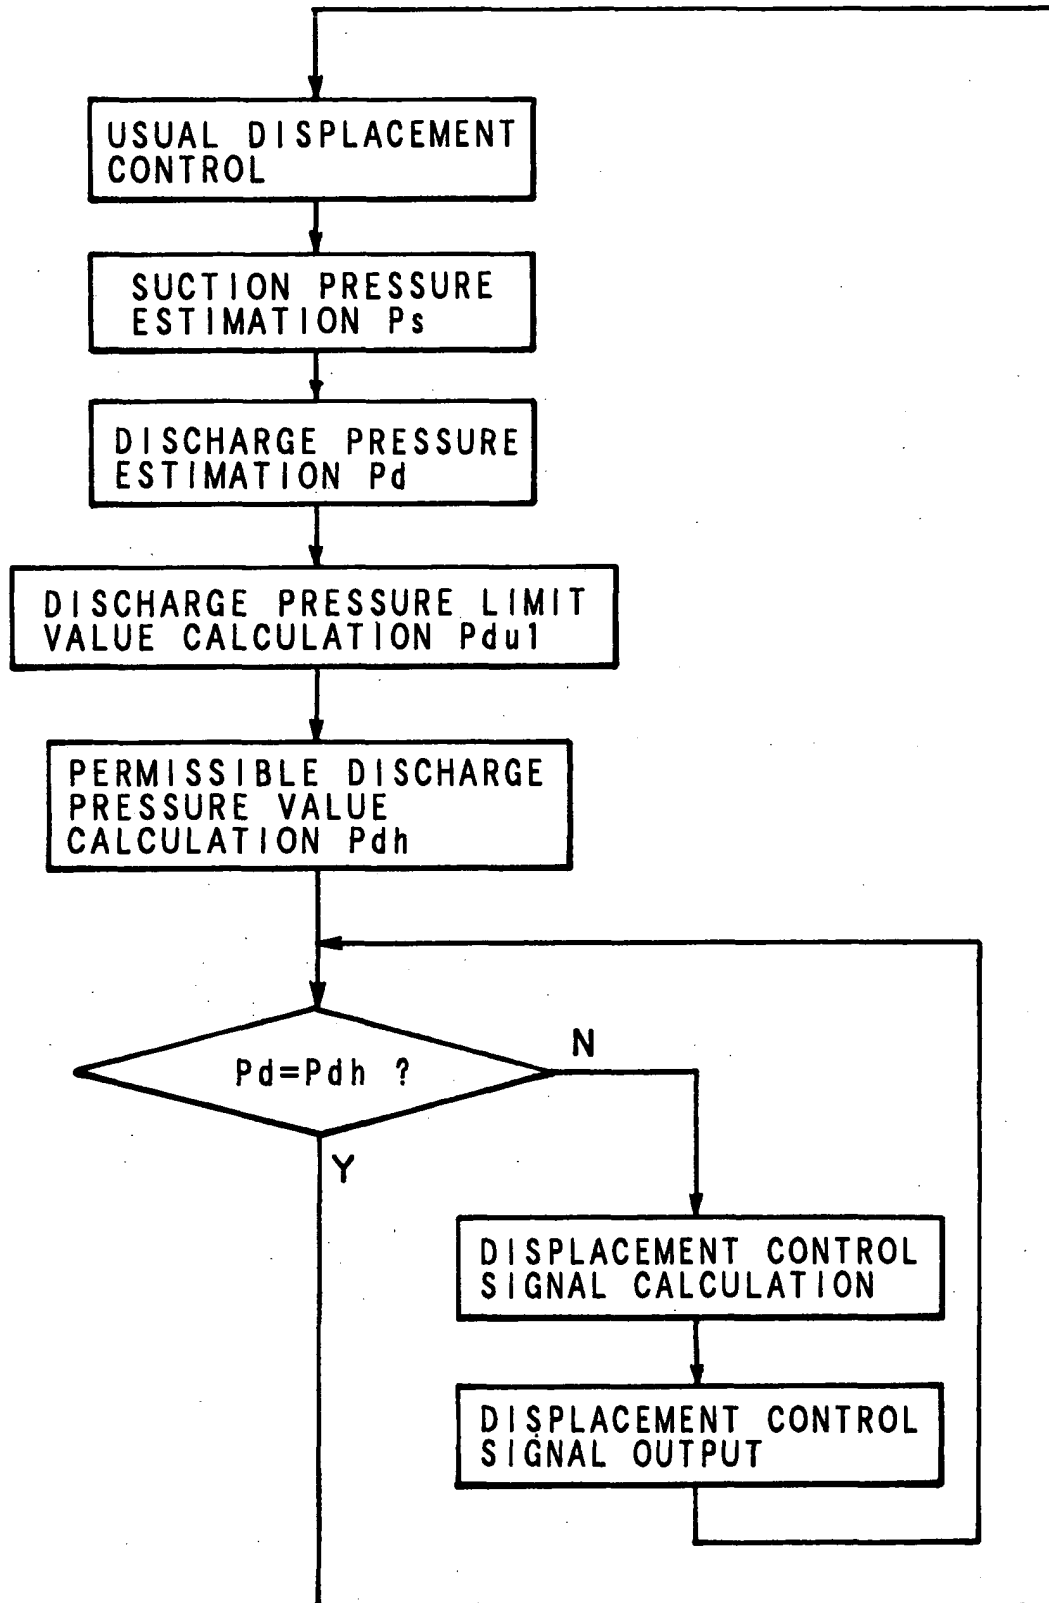 USUAL DISPLACEMENT
CONTROL
SUCTION PRESSURE
ESTIMATION Ps
DISCHARGE PRESSURE
ESTIMATION Pd
DISCHARGE PRESSURE LIMIT
VALUE CALCULATION Pdu1
PERMISSIBLE DISCHARGE
PRESSURE VALUE
CALCULATION Pdh
Pd=Pdh ?
N
Y
DISPLACEMENT CONTROL
SIGNAL CALCULATION
DISPLACEMENT CONTROL
SIGNAL OUTPUT